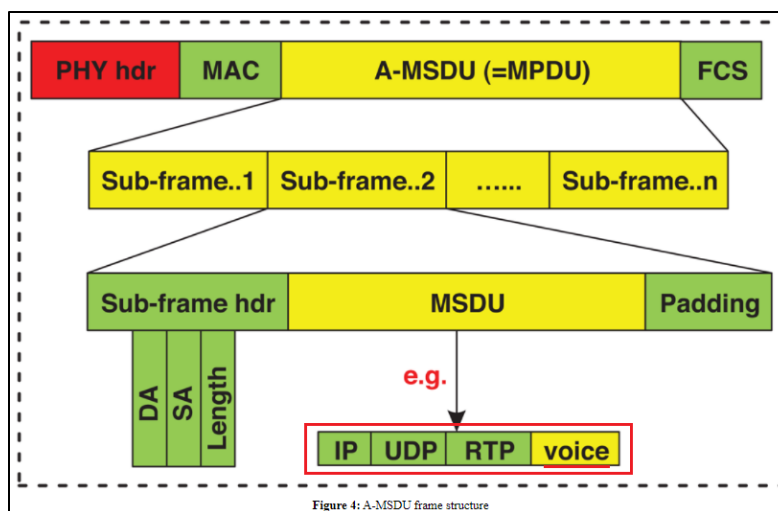 PHY hdr MAC A-MSDU (=MPDU) FCS
Sub-frame..1 Sub-frame..2 ...... Sub-frame..n
Sub-frame hdr MSDU Padding
DA SA Length
e.g.
IP UDP RTP voice
Figure 4: A-MSDU frame structure